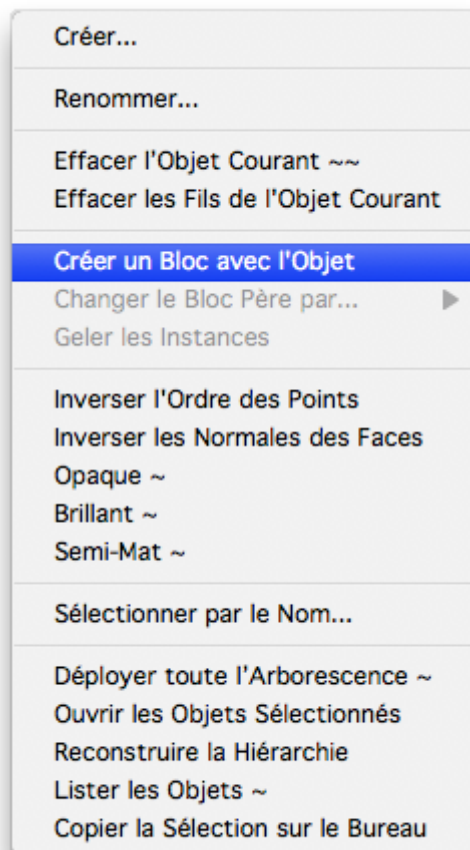 Créer...
Renommer...
Effacer l'Objet Courant ~~
Effacer les Fils de l'Objet Courant
Créer un Bloc avec l'Objet
Changer le Bloc Père par...
Geler les Instances
Inverser l'Ordre des Points
Inverser les Normales des Faces
Opaque ~
Brillant ~
Semi-Mat ~
Sélectionner par le Nom...
Déployer toute l'Arborescence ~
Ouvrir les Objets Sélectionnés
Reconstruire la Hiérarchie
Lister les Objets ~
Copier la Sélection sur le Bureau